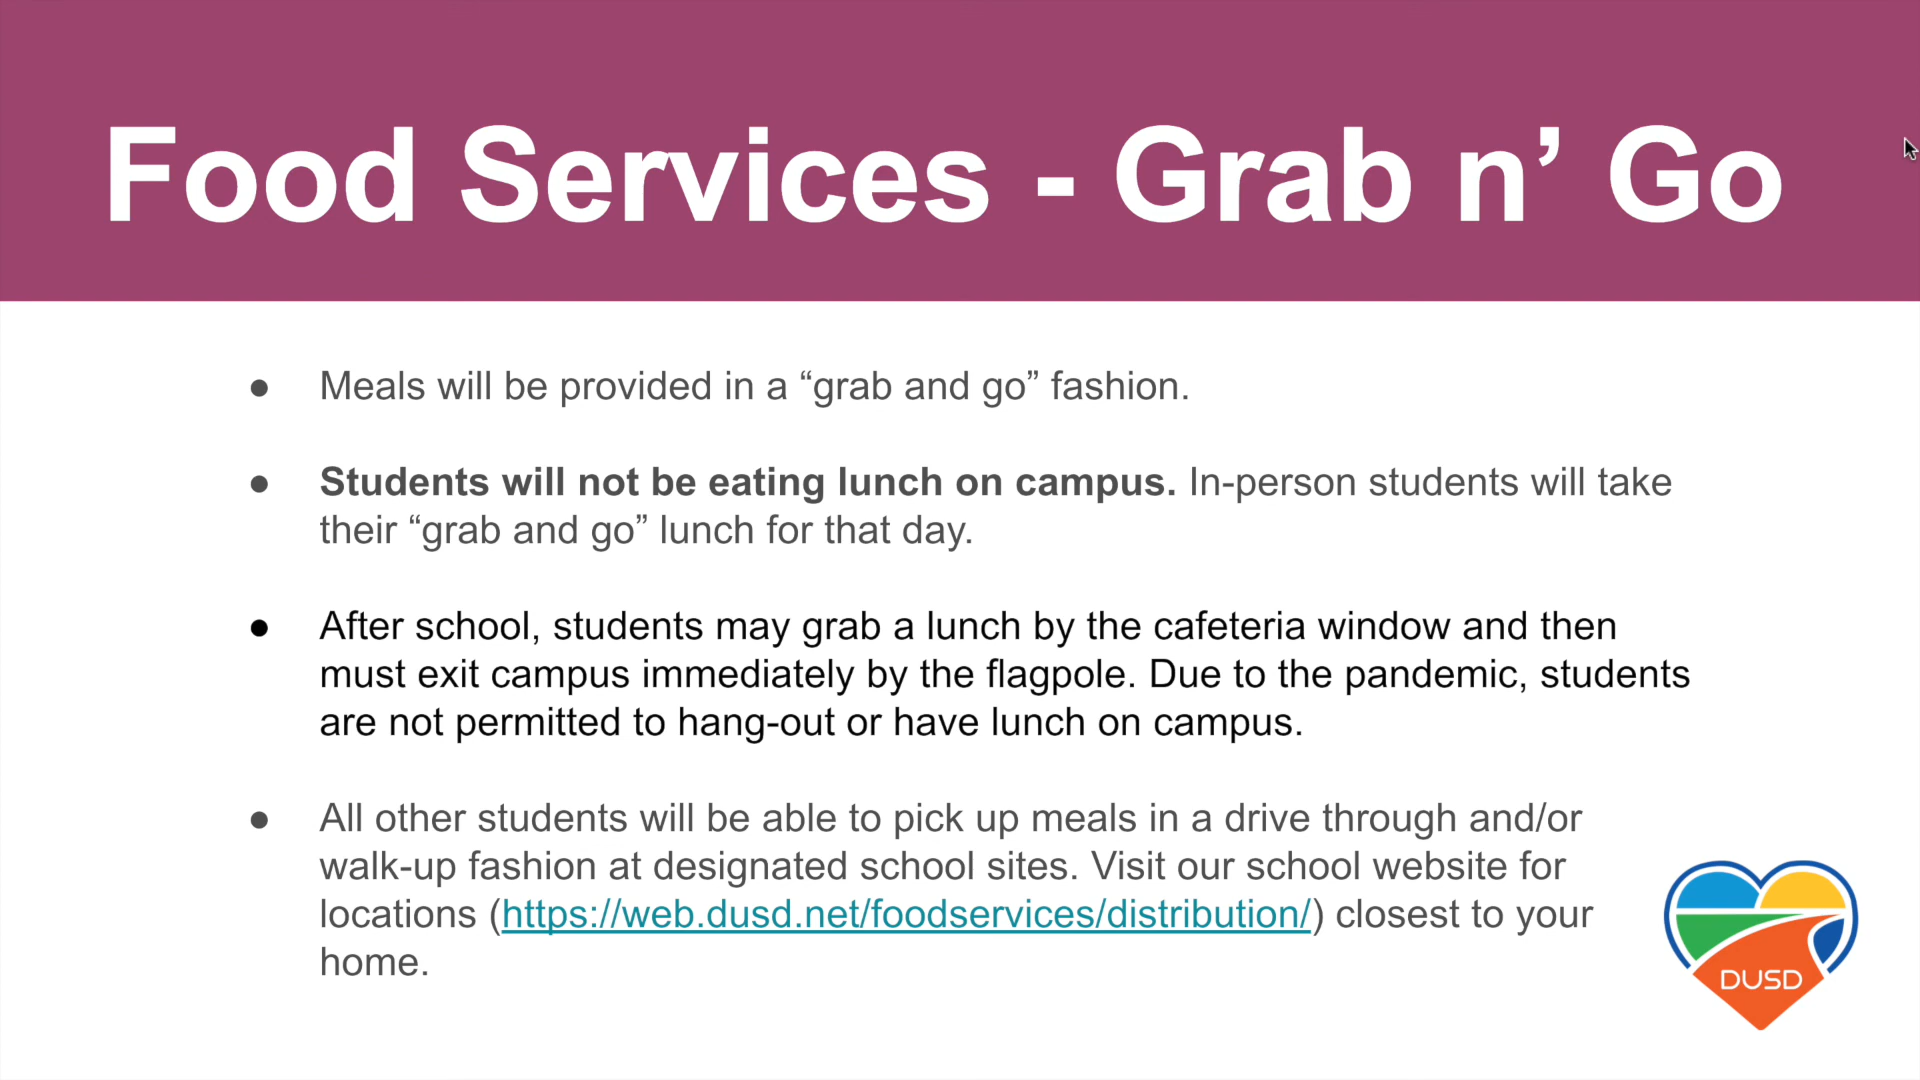 Food Services - Grab n’ Go
● Meals will be provided in a “grab and go” fashion.
● Students will not be eating lunch on campus. In-person students will take
their “grab and go” lunch for that day.
● After school, students may grab a lunch by the cafeteria window and then
must exit campus immediately by the flagpole. Due to the pandemic, students
are not permitted to hang-out or have lunch on campus.
● All other students will be able to pick up meals in a drive through and/or
walk-up fashion at designated school sites. Visit our school website for
locations (https://web.dusd.net/foodservices/distribution/) closest to your
home.
DUSD